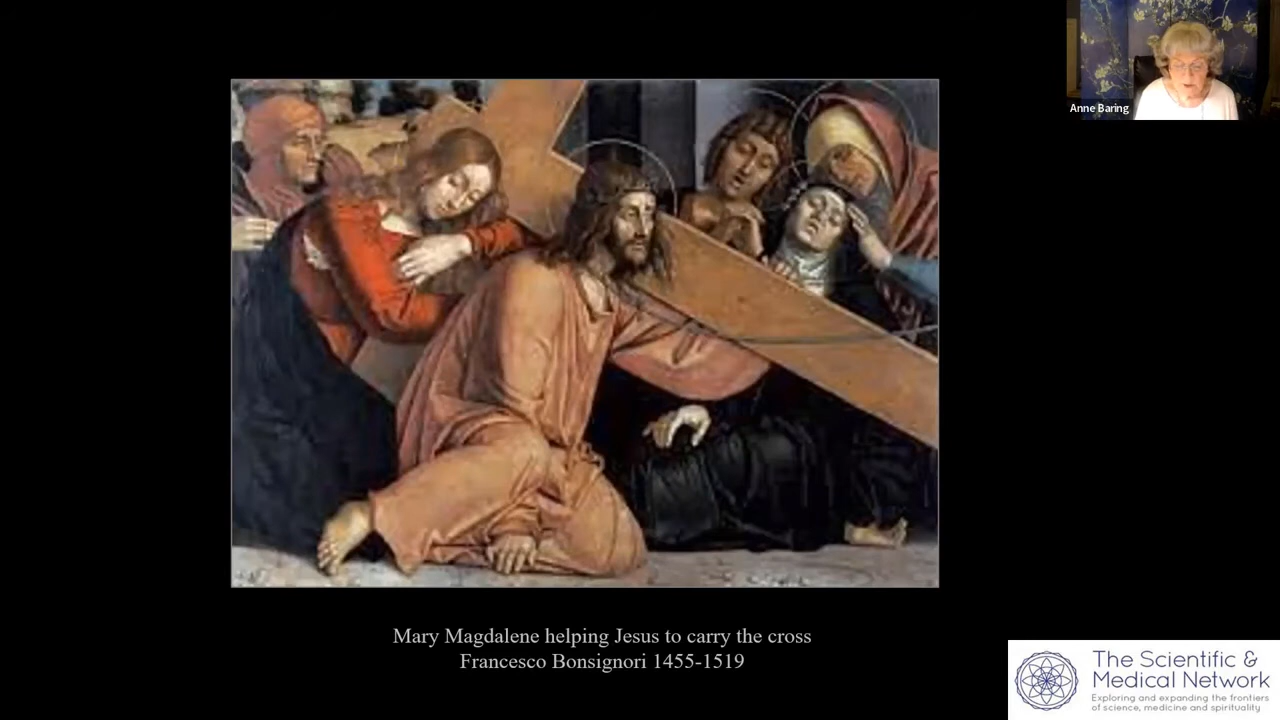 Anne Baring
Mary Magdalene helping Jesus to carry the cross
Francesco Bonsignori 1455-1519
The Scientific &
Medical Network
Exploring and expanding the frontiers
of science, medicine and spirituality